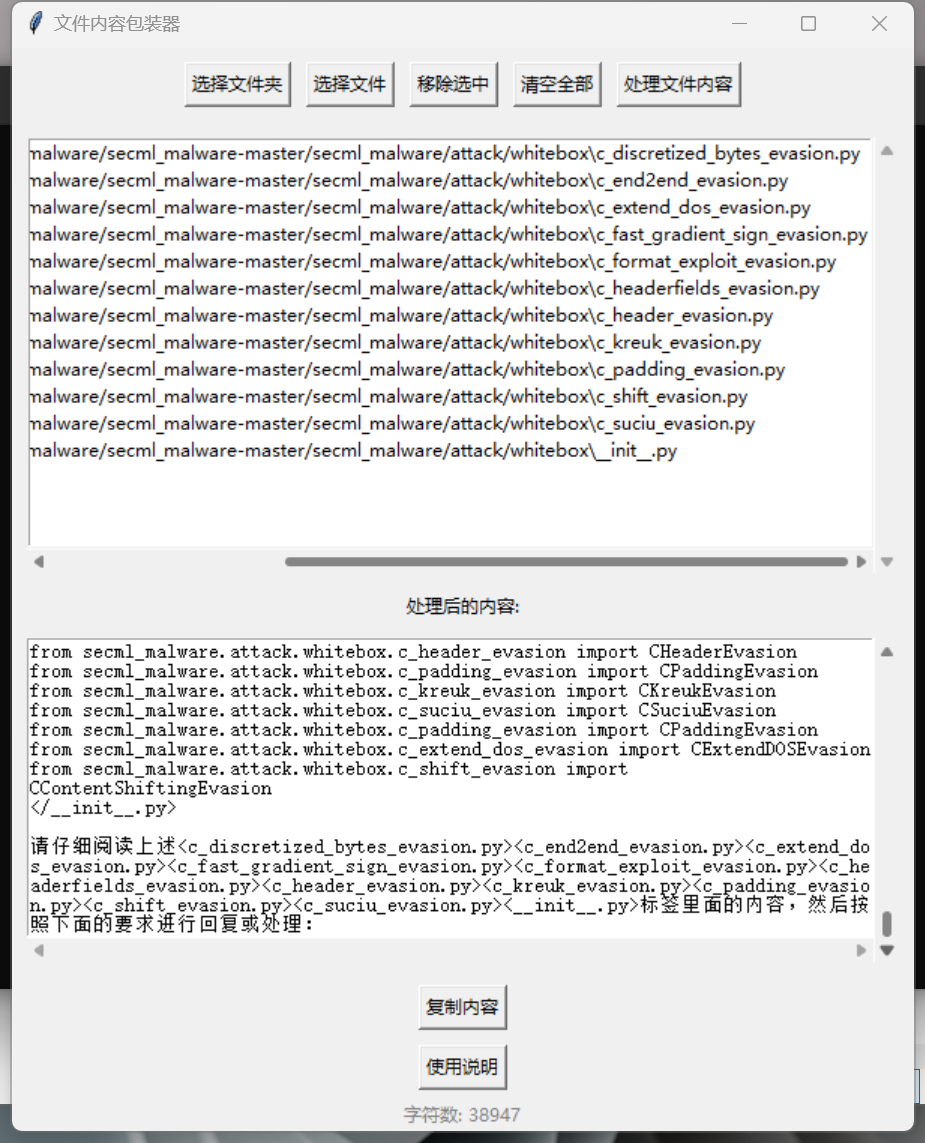 文件内容包装器
选择文件夹 选择文件 移除选中 清空全部 处理文件内容
malware/secml_malware-master/secml_malware/attack/whitebox\c_discretized_bytes_evasion.py
malware/secml_malware-master/secml_malware/attack/whitebox\c_end2end_evasion.py
malware/secml_malware-master/secml_malware/attack/whitebox\c_extend_dos_evasion.py
malware/secml_malware-master/secml_malware/attack/whitebox\c_fast_gradient_sign_evasion.py
malware/secml_malware-master/secml_malware/attack/whitebox\c_format_exploit_evasion.py
malware/secml_malware-master/secml_malware/attack/whitebox\c_headerfields_evasion.py
malware/secml_malware-master/secml_malware/attack/whitebox\c_header_evasion.py
malware/secml_malware-master/secml_malware/attack/whitebox\c_kreuk_evasion.py
malware/secml_malware-master/secml_malware/attack/whitebox\c_padding_evasion.py
malware/secml_malware-master/secml_malware/attack/whitebox\c_shift_evasion.py
malware/secml_malware-master/secml_malware/attack/whitebox\c_suciu_evasion.py
malware/secml_malware-master/secml_malware/attack/whitebox\__init__.py
处理后的内容:
from secml_malware.attack.whitebox.c_header_evasion import CHeaderEvasion
from secml_malware.attack.whitebox.c_padding_evasion import CPaddingEvasion
from secml_malware.attack.whitebox.c_kreuk_evasion import CKreukEvasion
from secml_malware.attack.whitebox.c_suciu_evasion import CSuciuEvasion
from secml_malware.attack.whitebox.c_padding_evasion import CPaddingEvasion
from secml_malware.attack.whitebox.c_extend_dos_evasion import CExtendDOSEvasion
from secml_malware.attack.whitebox.c_shift_evasion import
CContentShiftingEvasion
</__init__.py>
请仔细阅读上述<c_discretized_bytes_evasion.py><c_end2end_evasion.py><c_extend_do
s_evasion.py><c_fast_gradient_sign_evasion.py><c_format_exploit_evasion.py><c_he
aderfields_evasion.py><c_header_evasion.py><c_kreuk_evasion.py><c_padding_evasio
n.py><c_shift_evasion.py><c_suciu_evasion.py><__init__.py>标签里面的内容，然后按
照下面的要求进行回复或处理：
复制内容
使用说明
字符数: 38947